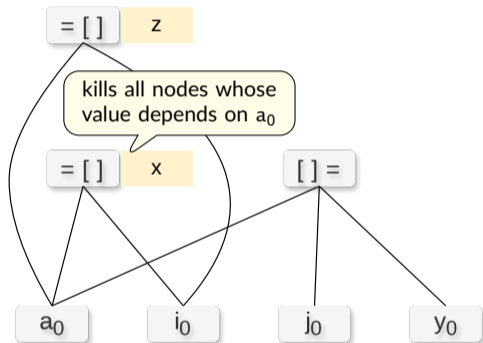 = [ ] z
kills all nodes whose
value depends on a₀
= [ ] x
[ ] =
a₀ i₀ j₀ y₀